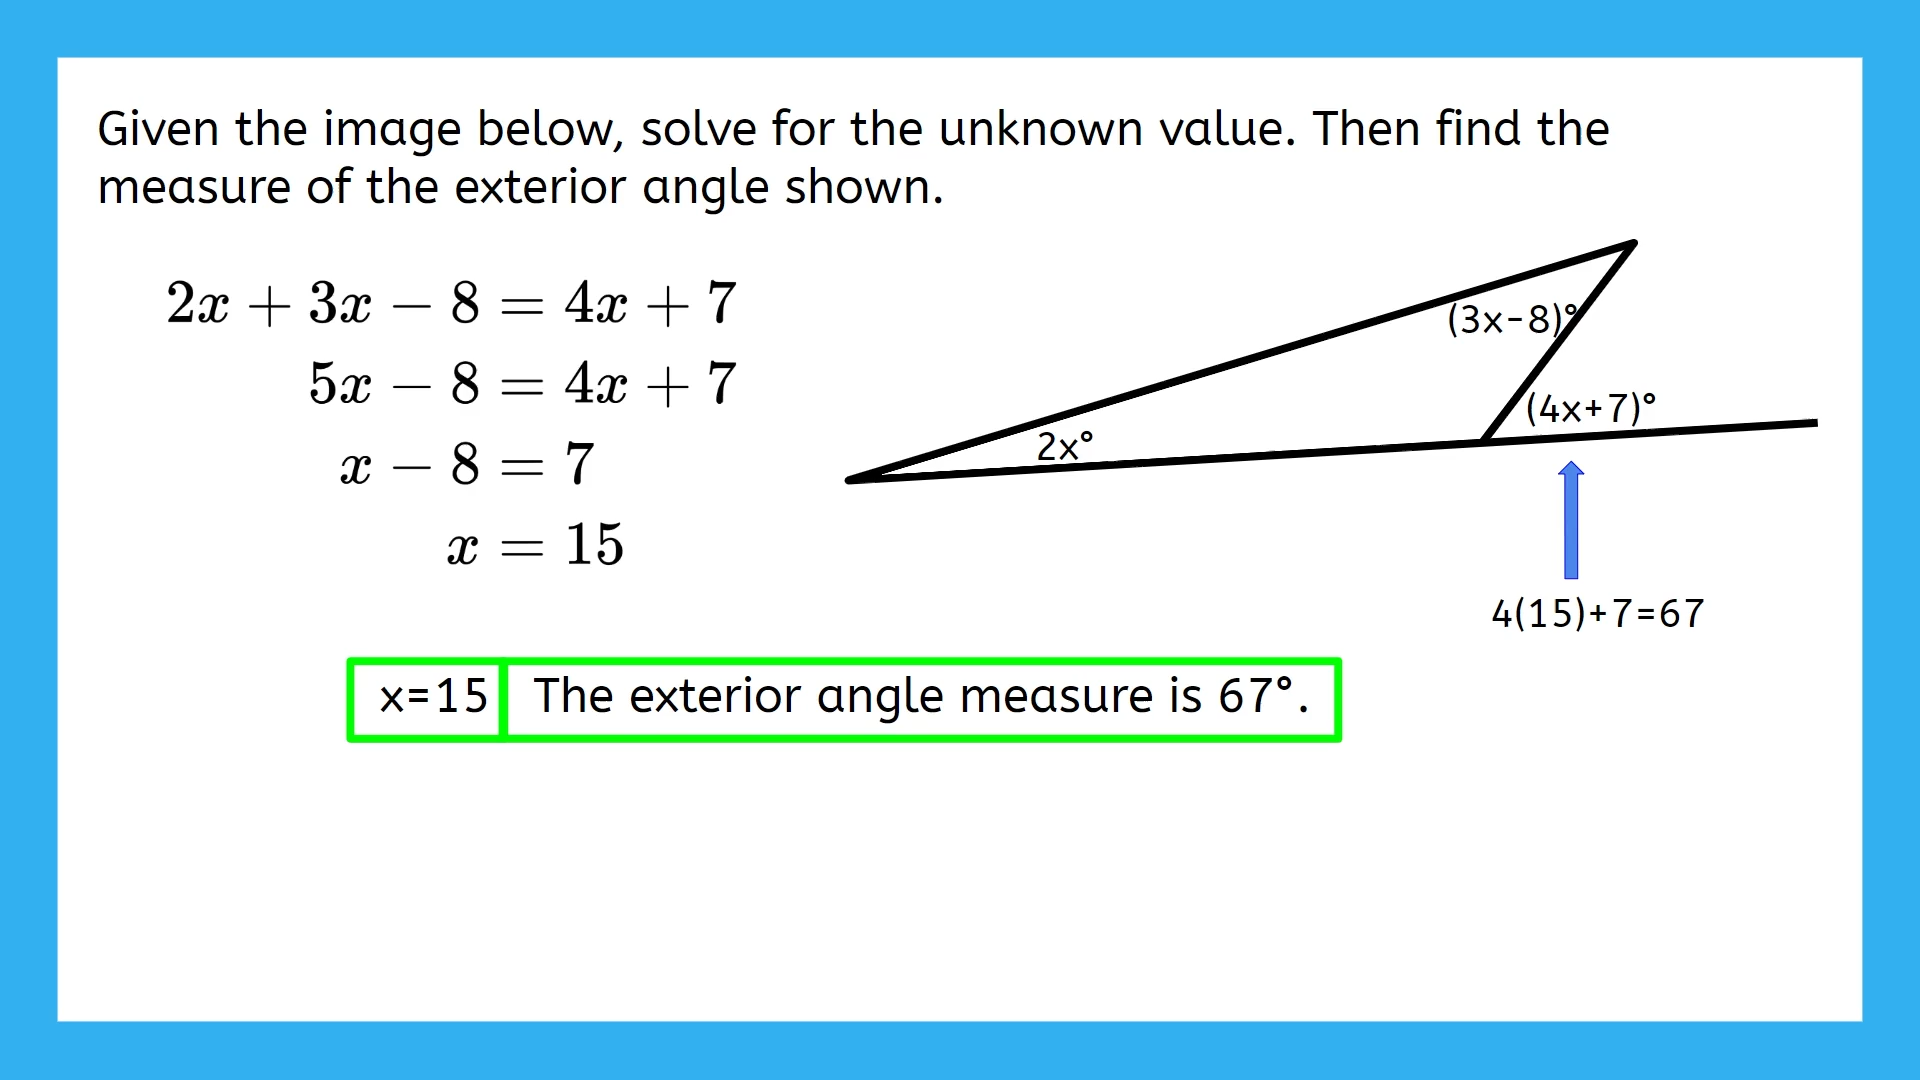 Given the image below, solve for the unknown value. Then find the
measure of the exterior angle shown.
2x + 3x − 8 = 4x + 7
5x − 8 = 4x + 7
x − 8 = 7
x = 15
(3x-8)°
(4x+7)°
2x°
4(15)+7=67
x=15 The exterior angle measure is 67°.